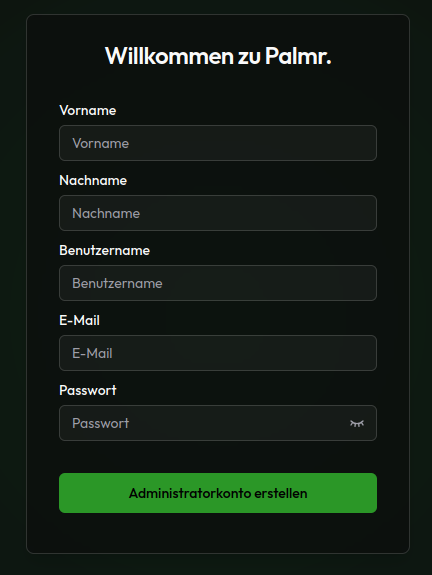 Willkommen zu Palmr.
Vorname
Vorname
Nachname
Nachname
Benutzername
Benutzername
E-Mail
E-Mail
Passwort
Passwort
Administratorkonto erstellen